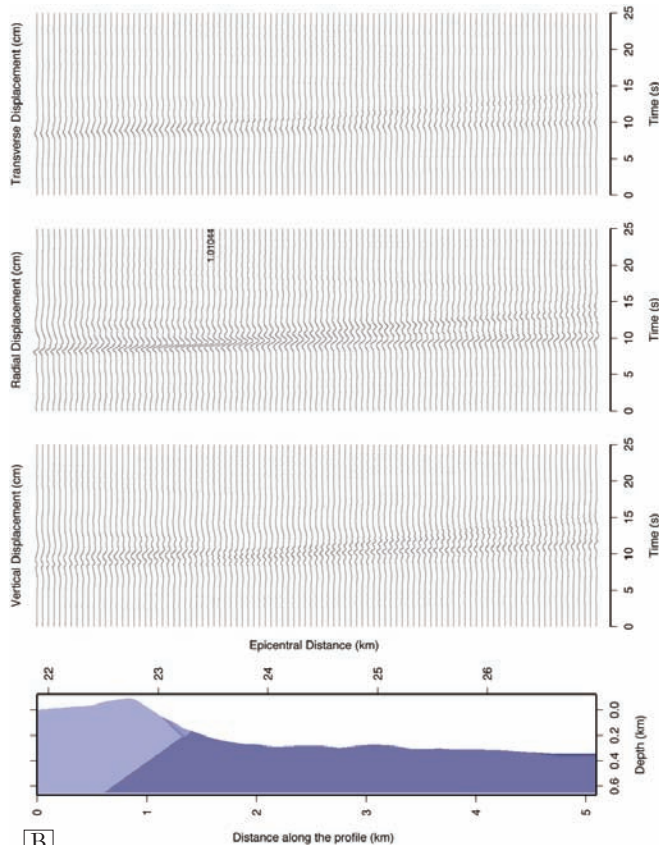 Transverse Displacement (cm)
0 5 10 15 20 25
Time (s)
Radial Displacement (cm)
1.01044
0 5 10 15 20 25
Time (s)
Vertical Displacement (cm)
0 5 10 15 20 25
Time (s)
Epicentral Distance (km)
22 23 24 25 26
0.0 0.2 0.4 0.6
Depth (km)
0 1 2 3 4 5
Distance along the profile (km)
B